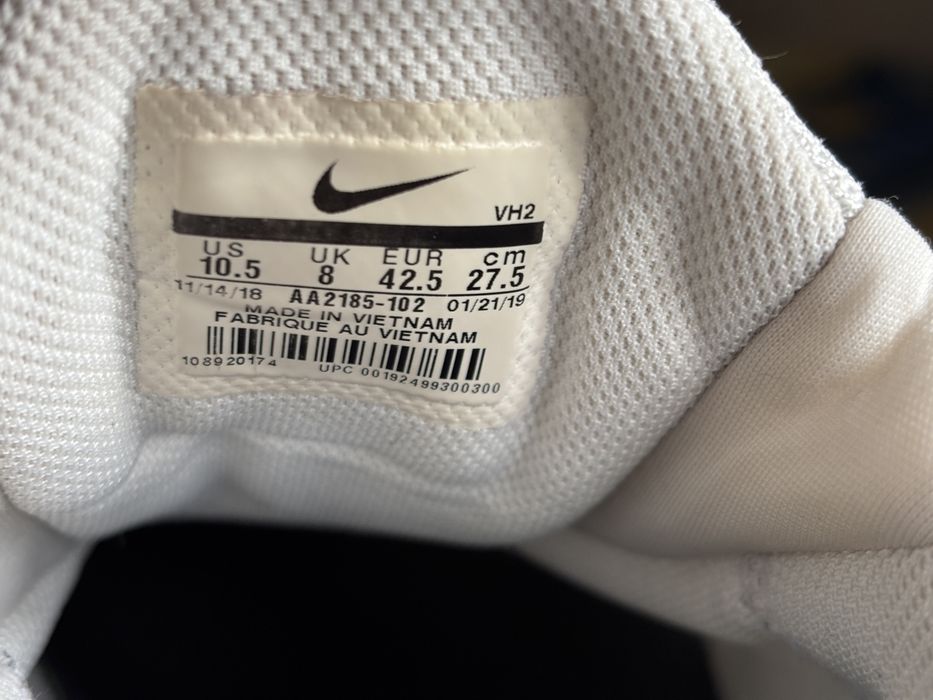 VH2
US UK EUR cm
10.5 8 42.5 27.5
11/14/18 AA2185-102 01/21/19
MADE IN VIETNAM
FABRIQUE AU VIETNAM
108920174 UPC 00192499300300